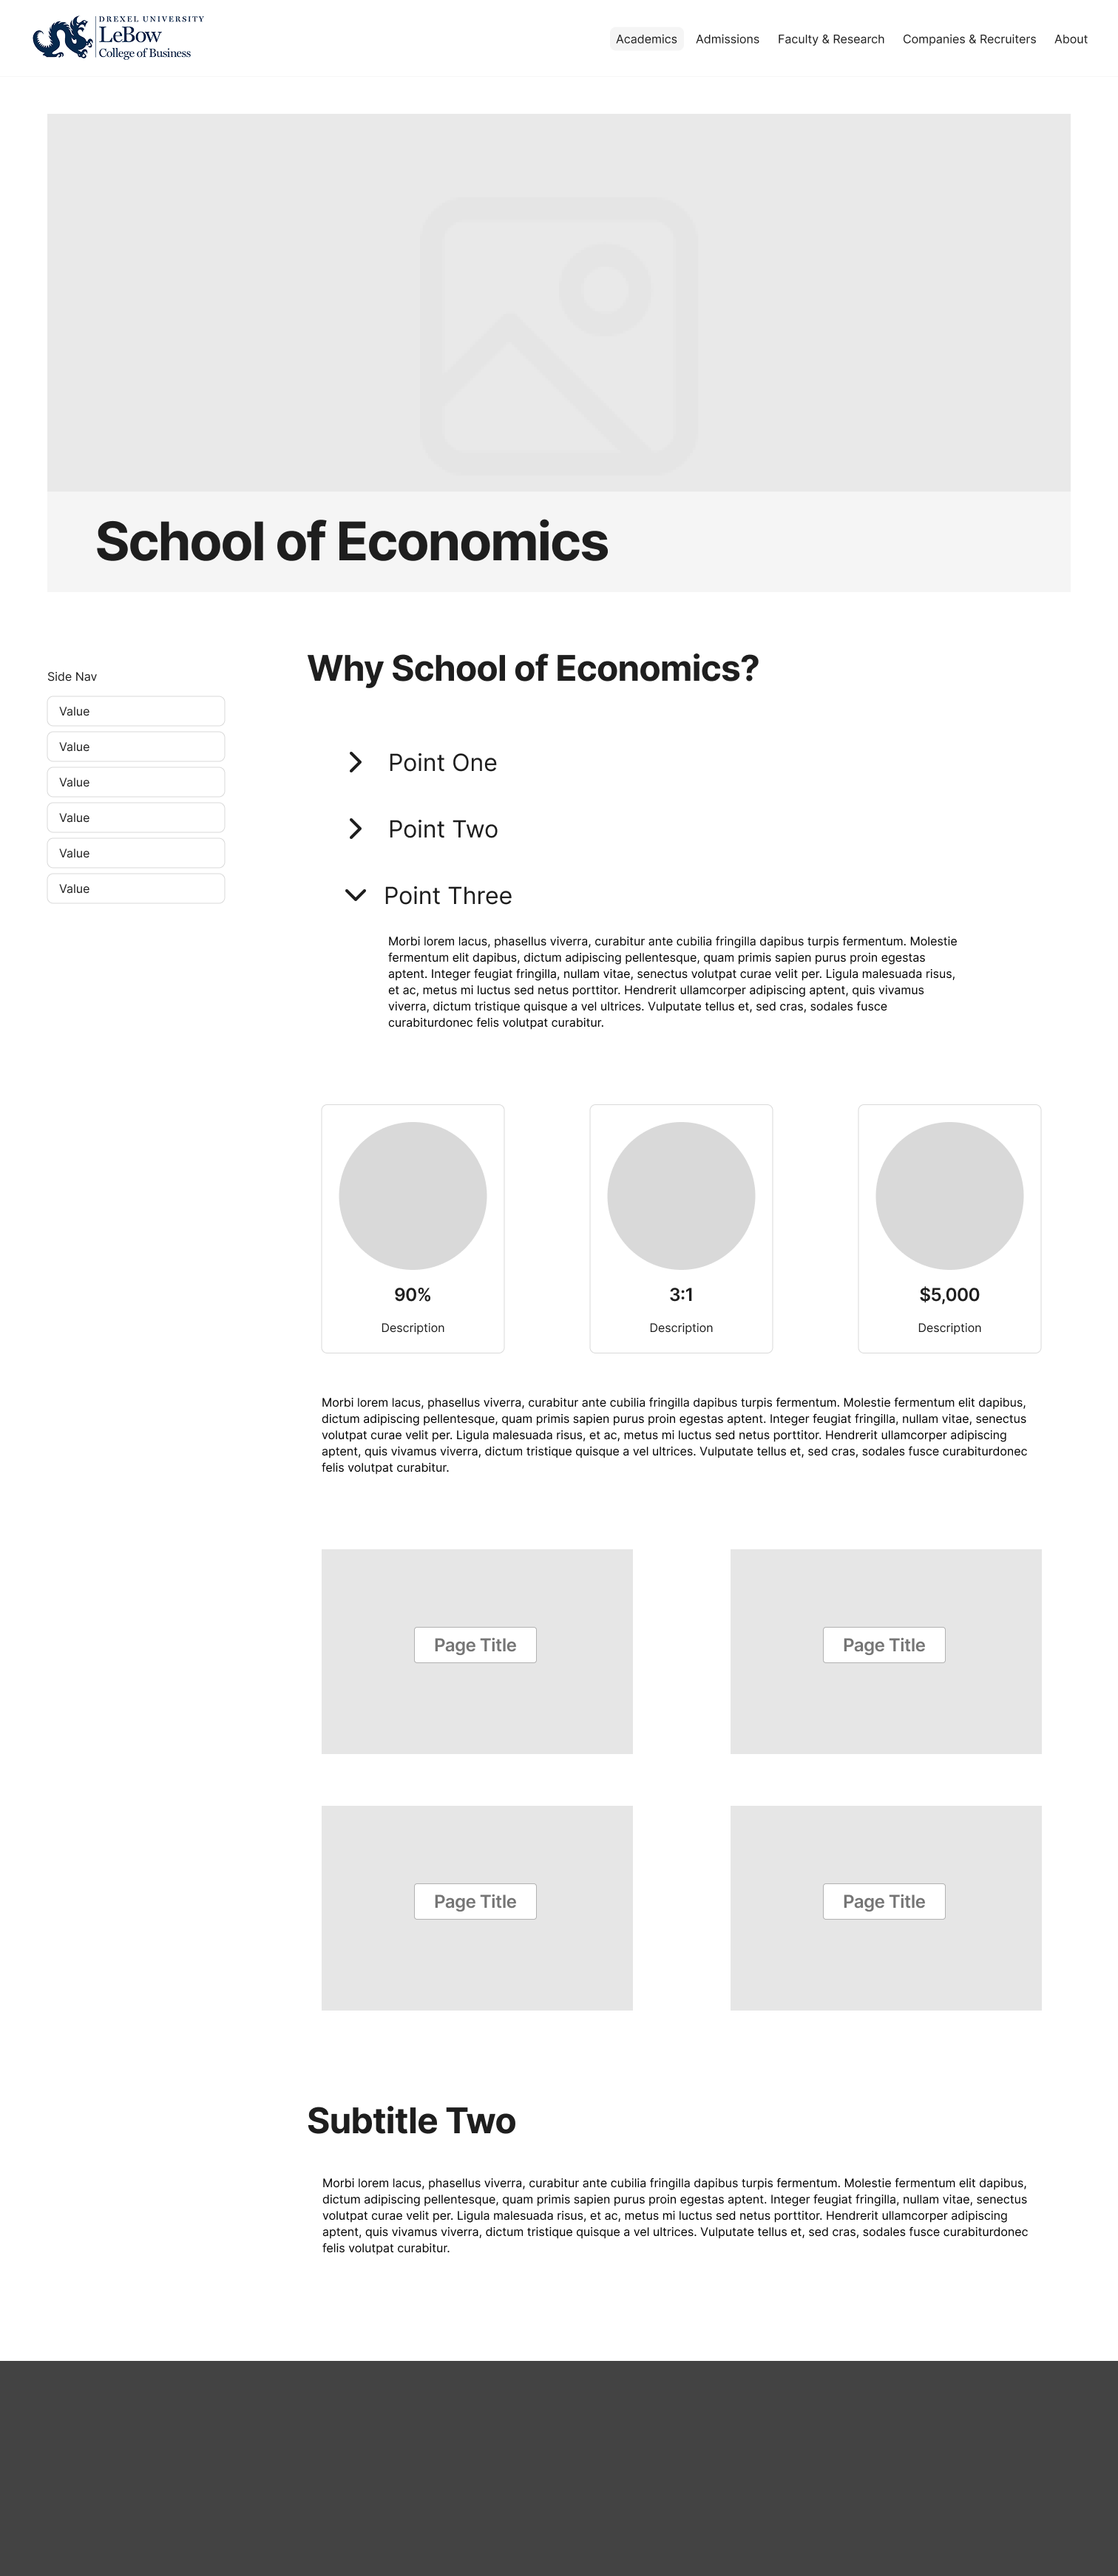 DREXEL UNIVERSITY
LeBow
College of Business
Academics Admissions Faculty & Research Companies & Recruiters About
School of Economics
Side Nav
Value
Value
Value
Value
Value
Value
Why School of Economics?
Point One
Point Two
Point Three
Morbi lorem lacus, phasellus viverra, curabitur ante cubilia fringilla dapibus turpis fermentum. Molestie
fermentum elit dapibus, dictum adipiscing pellentesque, quam primis sapien purus proin egestas
aptent. Integer feugiat fringilla, nullam vitae, senectus volutpat curae velit per. Ligula malesuada risus,
et ac, metus mi luctus sed netus porttitor. Hendrerit ullamcorper adipiscing aptent, quis vivamus
viverra, dictum tristique quisque a vel ultrices. Vulputate tellus et, sed cras, sodales fusce
curabiturdonec felis volutpat curabitur.
90%
Description
3:1
Description
$5,000
Description
Morbi lorem lacus, phasellus viverra, curabitur ante cubilia fringilla dapibus turpis fermentum. Molestie fermentum elit dapibus,
dictum adipiscing pellentesque, quam primis sapien purus proin egestas aptent. Integer feugiat fringilla, nullam vitae, senectus
volutpat curae velit per. Ligula malesuada risus, et ac, metus mi luctus sed netus porttitor. Hendrerit ullamcorper adipiscing
aptent, quis vivamus viverra, dictum tristique quisque a vel ultrices. Vulputate tellus et, sed cras, sodales fusce curabiturdonec
felis volutpat curabitur.
Page Title
Page Title
Page Title
Page Title
Subtitle Two
Morbi lorem lacus, phasellus viverra, curabitur ante cubilia fringilla dapibus turpis fermentum. Molestie fermentum elit dapibus,
dictum adipiscing pellentesque, quam primis sapien purus proin egestas aptent. Integer feugiat fringilla, nullam vitae, senectus
volutpat curae velit per. Ligula malesuada risus, et ac, metus mi luctus sed netus porttitor. Hendrerit ullamcorper adipiscing
aptent, quis vivamus viverra, dictum tristique quisque a vel ultrices. Vulputate tellus et, sed cras, sodales fusce curabiturdonec
felis volutpat curabitur.